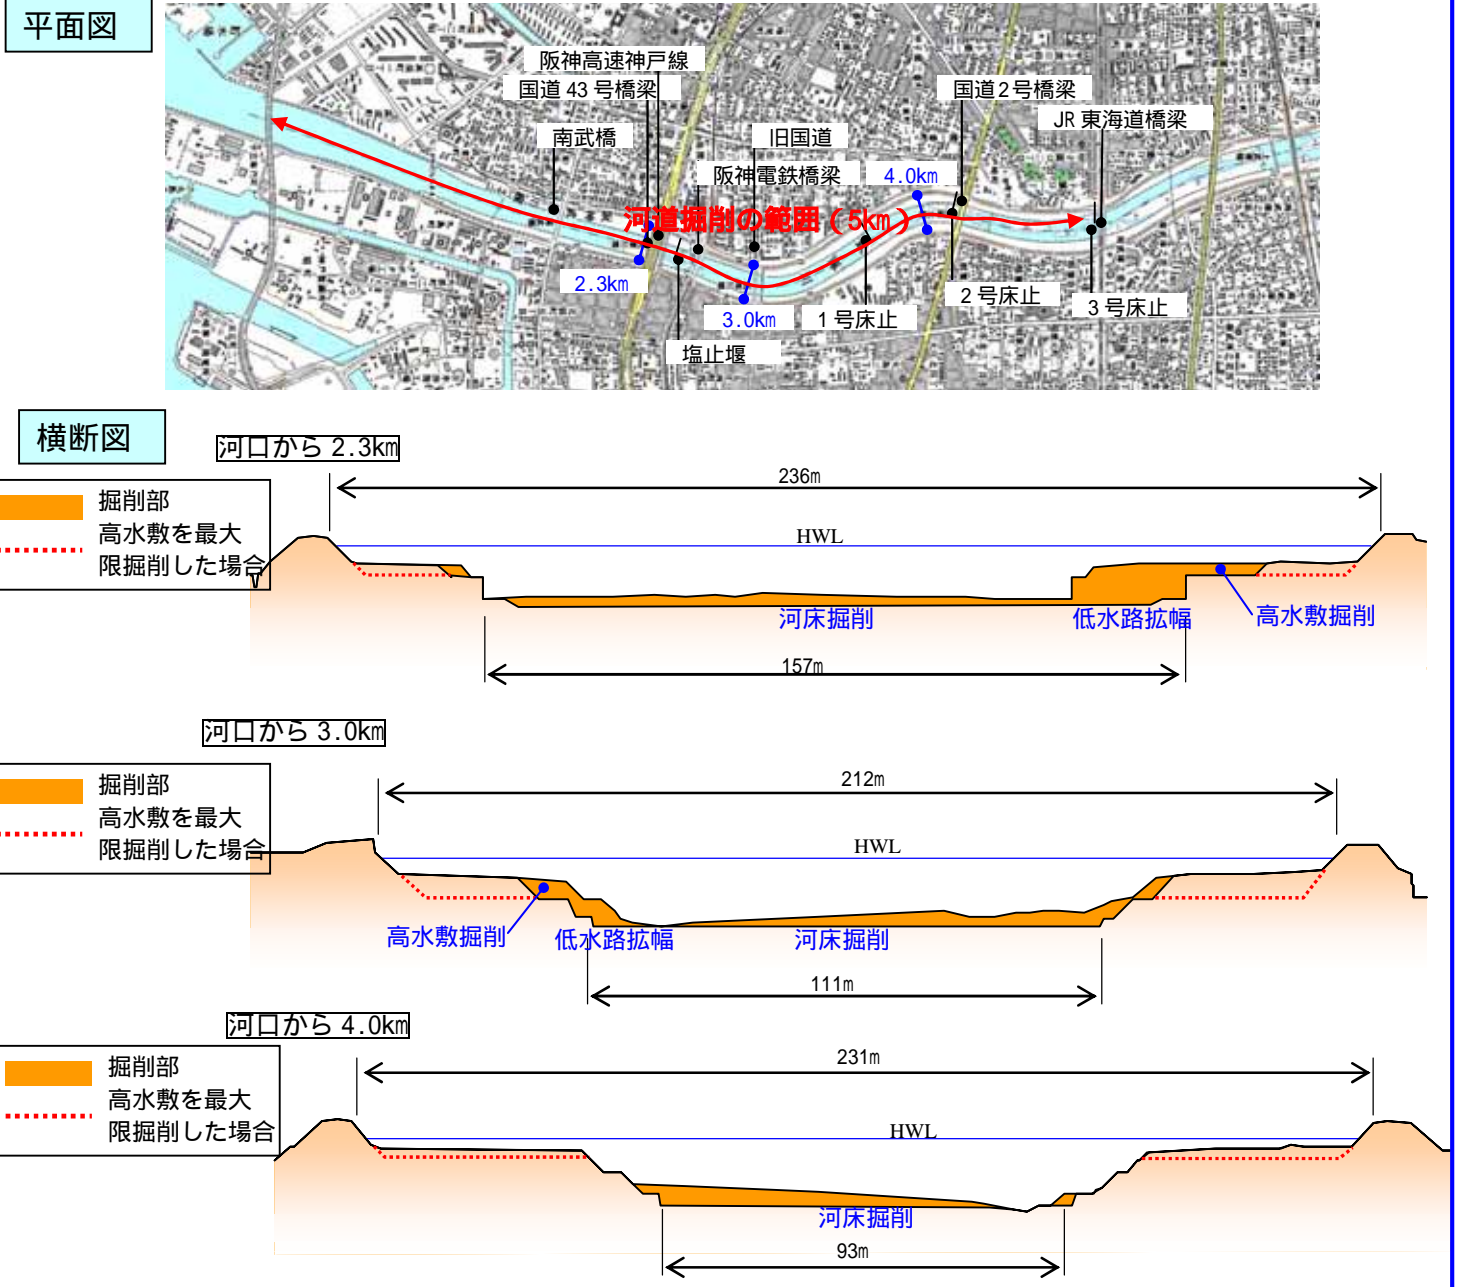 平面図
阪神高速神戸線
国道 43 号橋梁
国道2号橋梁
JR 東海道橋梁
南武橋
旧国道
阪神電鉄橋梁
4.0km
河道掘削の範囲(5km)
2.3km
3.0km
1 号床止
2 号床止
3 号床止
塩止堰
横断図
河口から 2.3km
掘削部
高水敷を最大
限掘削した場合
236m
HWL
河床掘削
低水路拡幅
高水敷掘削
157m
河口から 3.0km
掘削部
高水敷を最大
限掘削した場合
212m
HWL
高水敷掘削
低水路拡幅
河床掘削
111m
河口から 4.0km
掘削部
高水敷を最大
限掘削した場合
231m
HWL
河床掘削
93m